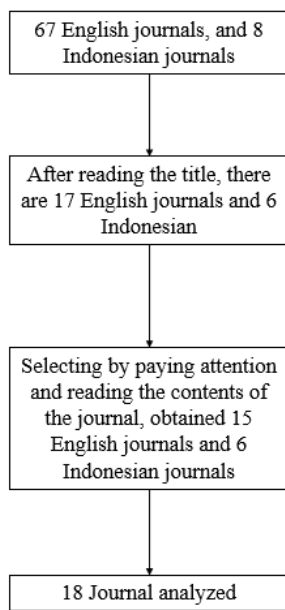 67 English journals, and 8
Indonesian journals
After reading the title, there
are 17 English journals and 6
Indonesian
Selecting by paying attention
and reading the contents of
the journal, obtained 15
English journals and 6
Indonesian journals
18 Journal analyzed